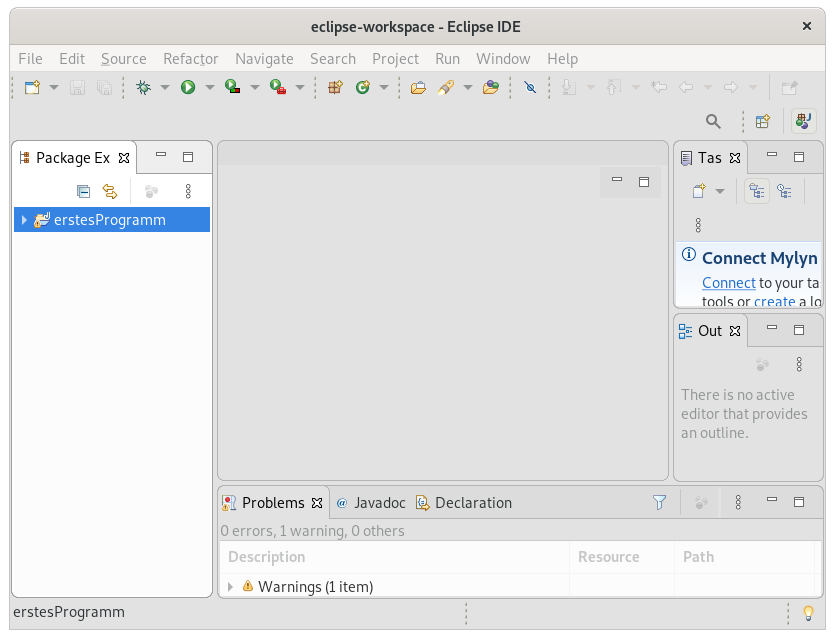 eclipse-workspace - Eclipse IDE
File Edit Source Refactor Navigate Search Project Run Window Help
Package Ex
erstesProgramm
Tas
Connect Mylyn
Connect to your ta
tools or create a lo
Out
There is no active
editor that provides
an outline.
Problems @ Javadoc Declaration
0 errors, 1 warning, 0 others
Description Resource Path
Warnings (1 item)
erstesProgramm